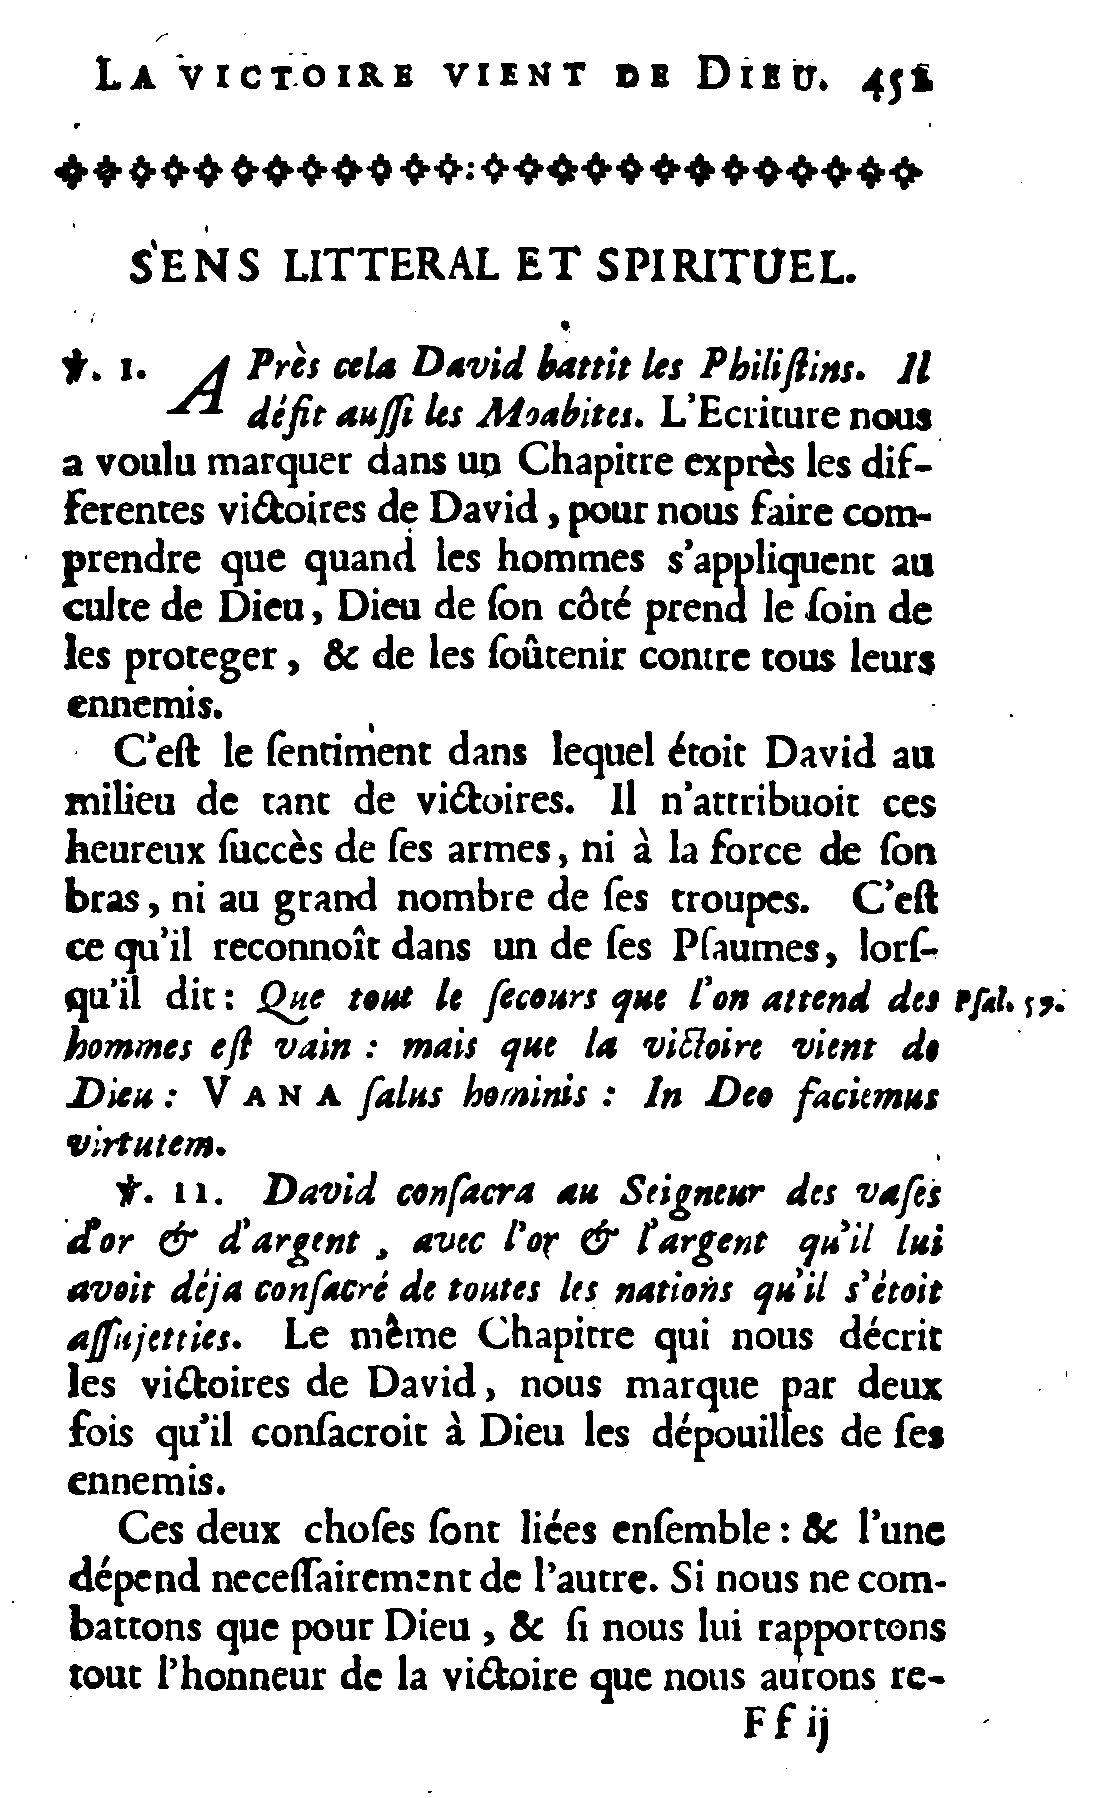 LA VICTOIRE VIENT DE DIEU. 451
SENS LITTERAL ET SPIRITUEL.
℣. 1. APrès cela David battit les Philiſtins. Il
défit auſſi les Moabites. L'Ecriture nous
a voulu marquer dans un Chapitre exprès les dif-
ferentes victoires de David, pour nous faire com-
prendre que quand les hommes s'appliquent au
culte de Dieu, Dieu de ſon côté prend le ſoin de
les proteger, & de les ſoûtenir contre tous leurs
ennemis.
C'eſt le ſentiment dans lequel étoit David au
milieu de tant de victoires. Il n'attribuoit ces
heureux ſuccès de ſes armes, ni à la force de ſon
bras, ni au grand nombre de ſes troupes. C'eſt
ce qu'il reconnoît dans un de ſes Pſaumes, lorſ-
qu'il dit: Que tout le ſecours que l'on attend des Pſal. 59.
hommes eſt vain : mais que la victoire vient de
Dieu : VANA ſalus hominis : In Deo faciemus
virtutem.
℣. 11. David conſacra au Seigneur des vaſes
d'or & d'argent, avec l'or & l'argent qu'il lui
avoit déja conſacré de toutes les nations qu'il s'étoit
aſſujetties. Le même Chapitre qui nous décrit
les victoires de David, nous marque par deux
fois qu'il conſacroit à Dieu les dépouilles de ſes
ennemis.
Ces deux choſes ſont liées enſemble : & l'une
dépend neceſſairement de l'autre. Si nous ne com-
battons que pour Dieu, & ſi nous lui rapportons
tout l'honneur de la victoire que nous aurons re-
F f ij